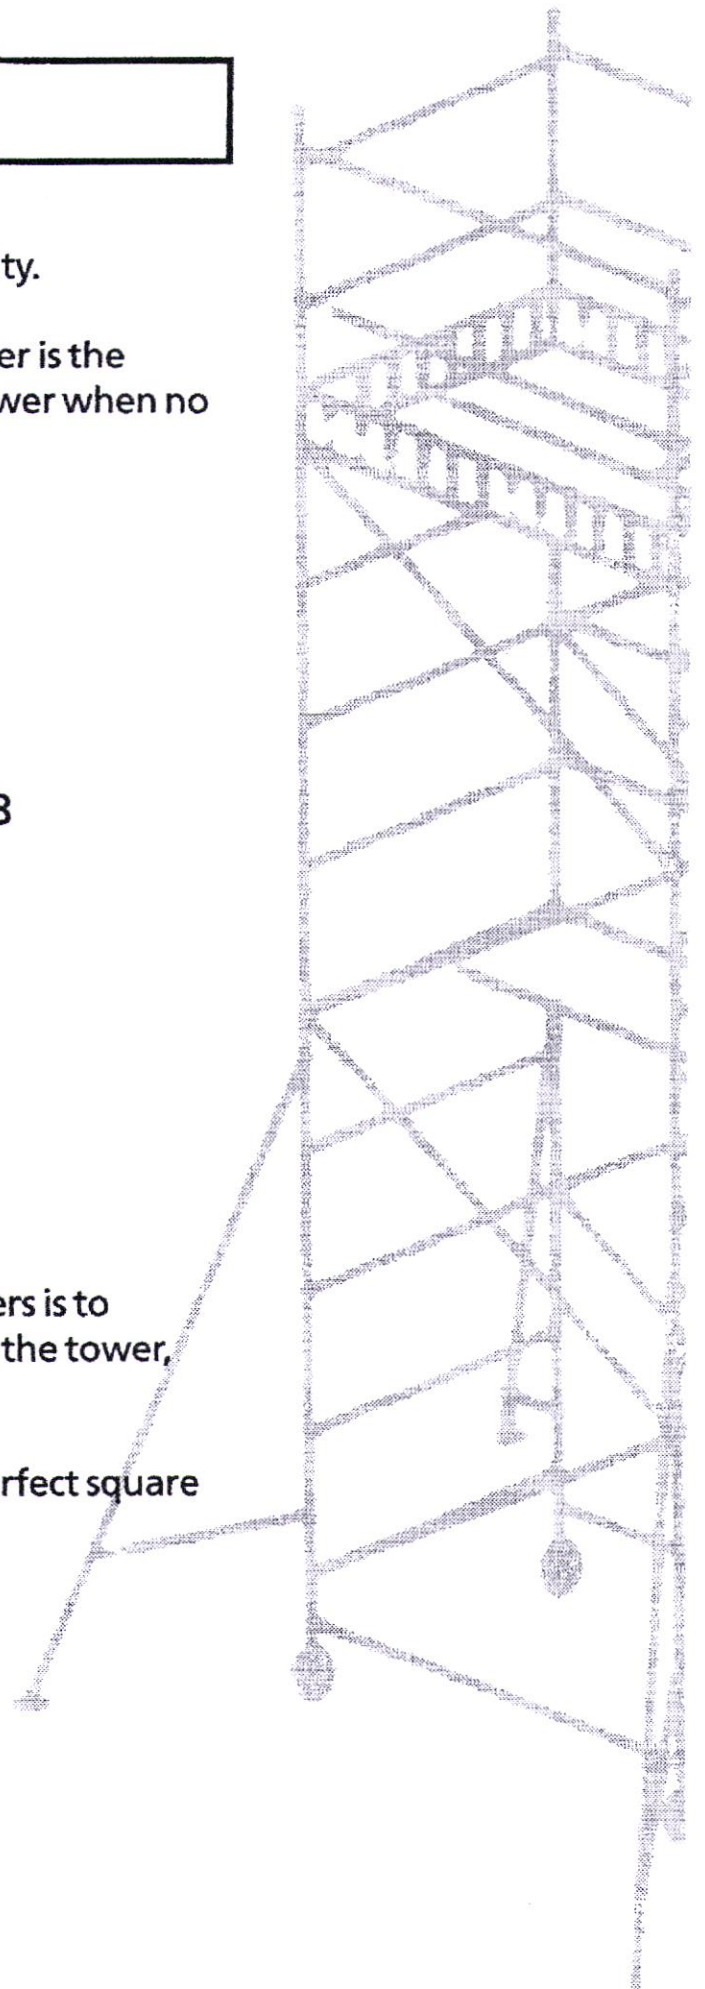 ty.
er is the
wer when no
3
ers is to
the tower,
rfect square